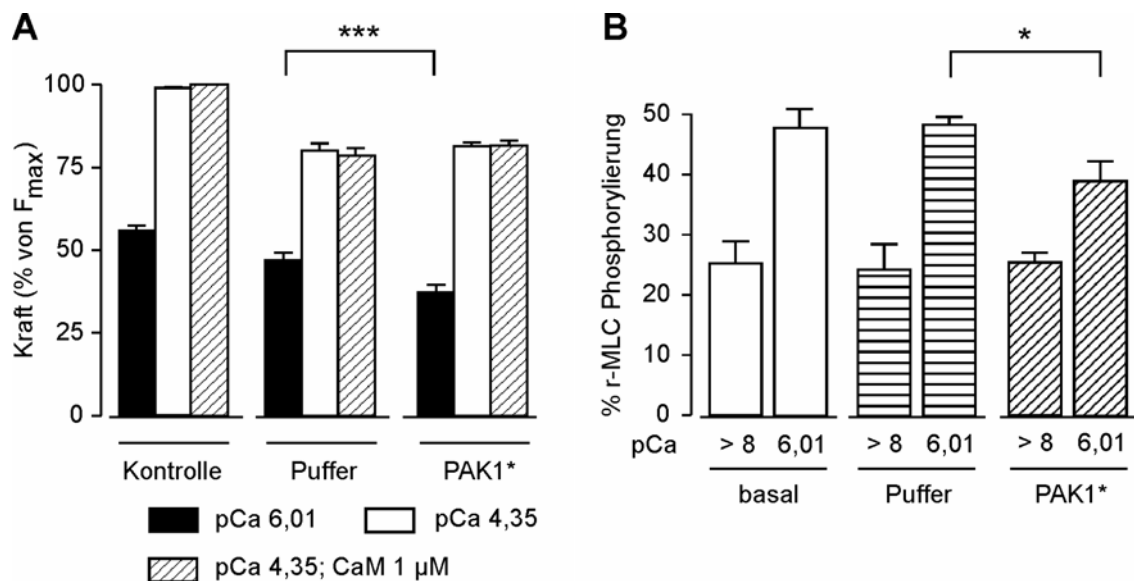 A
***
Kraft (% von Fmax)
100
75
50
25
0
Kontrolle Puffer PAK1*
pCa 6,01 pCa 4,35
pCa 4,35; CaM 1 µM
B
*
% r-MLC Phosphorylierung
50
40
30
20
10
0
pCa > 8 6,01 > 8 6,01 > 8 6,01
basal Puffer PAK1*